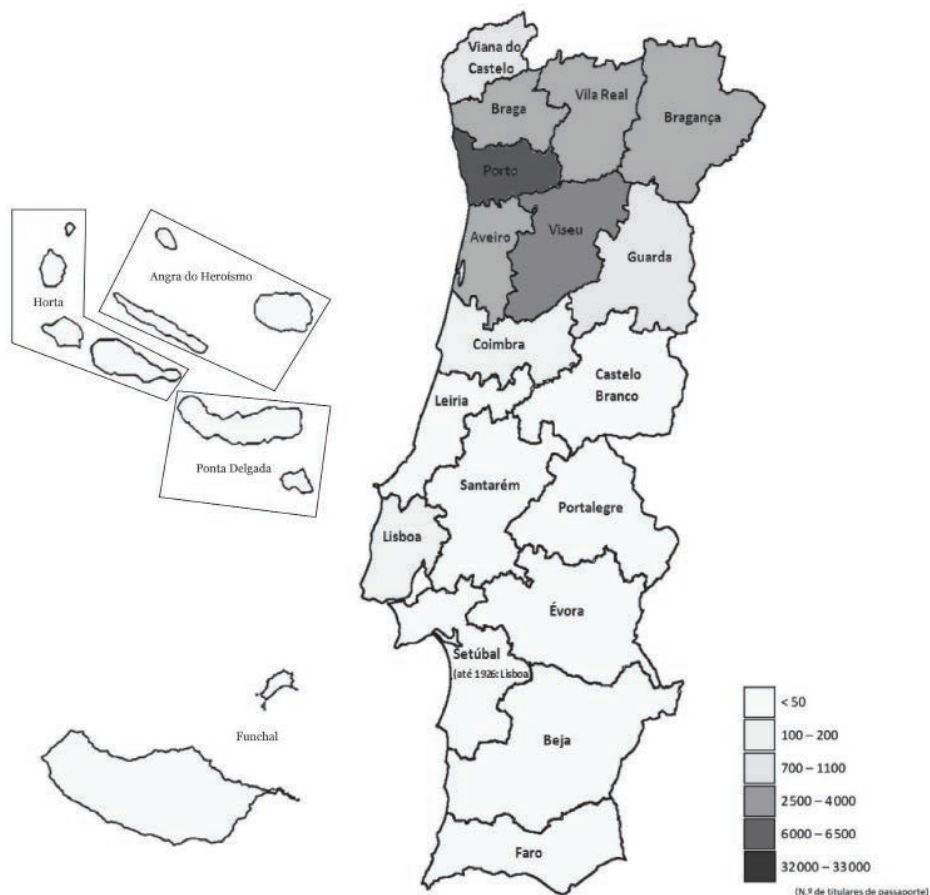 Viana do
Castelo
Braga
Vila Real
Bragança
Porto
Aveiro
Viseu
Guarda
Angra do Heroísmo
Horta
Coimbra
Castelo
Branco
Leiria
Ponta Delgada
Santarém
Portalegre
Lisboa
Évora
Setúbal
(até 1926: Lisboa)
Funchal
Beja
Faro
< 50
100 – 200
700 – 1100
2500 – 4000
6000 – 6500
32000 – 33000
(N.º de titulares de passaporte)